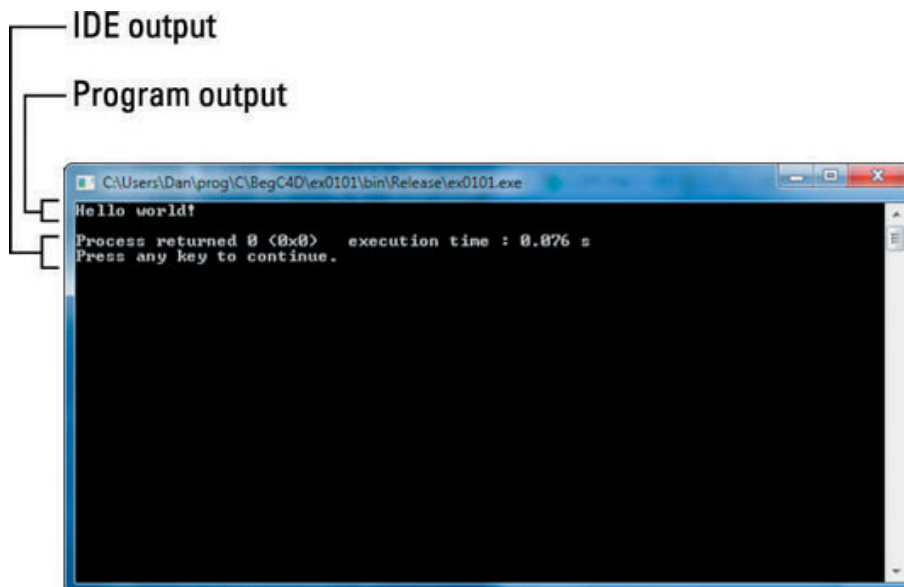 IDE output
Program output
C:\Users\Dan\prog\C\BegC4D\ex0101\bin\Release\ex0101.exe
Hello world!
Process returned 0 (0x0)   execution time : 0.076 s
Press any key to continue.